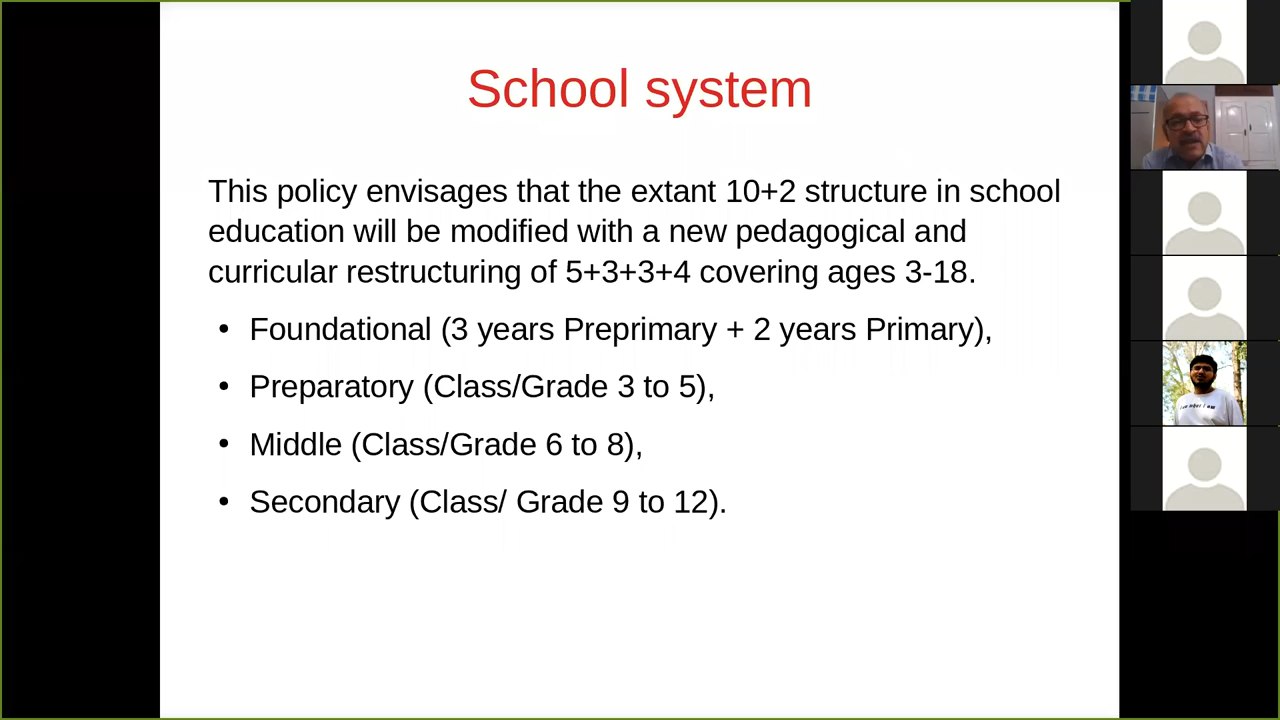 School system
This policy envisages that the extant 10+2 structure in school
education will be modified with a new pedagogical and
curricular restructuring of 5+3+3+4 covering ages 3-18.
• Foundational (3 years Preprimary + 2 years Primary),
• Preparatory (Class/Grade 3 to 5),
• Middle (Class/Grade 6 to 8),
• Secondary (Class/ Grade 9 to 12).
I am what I am